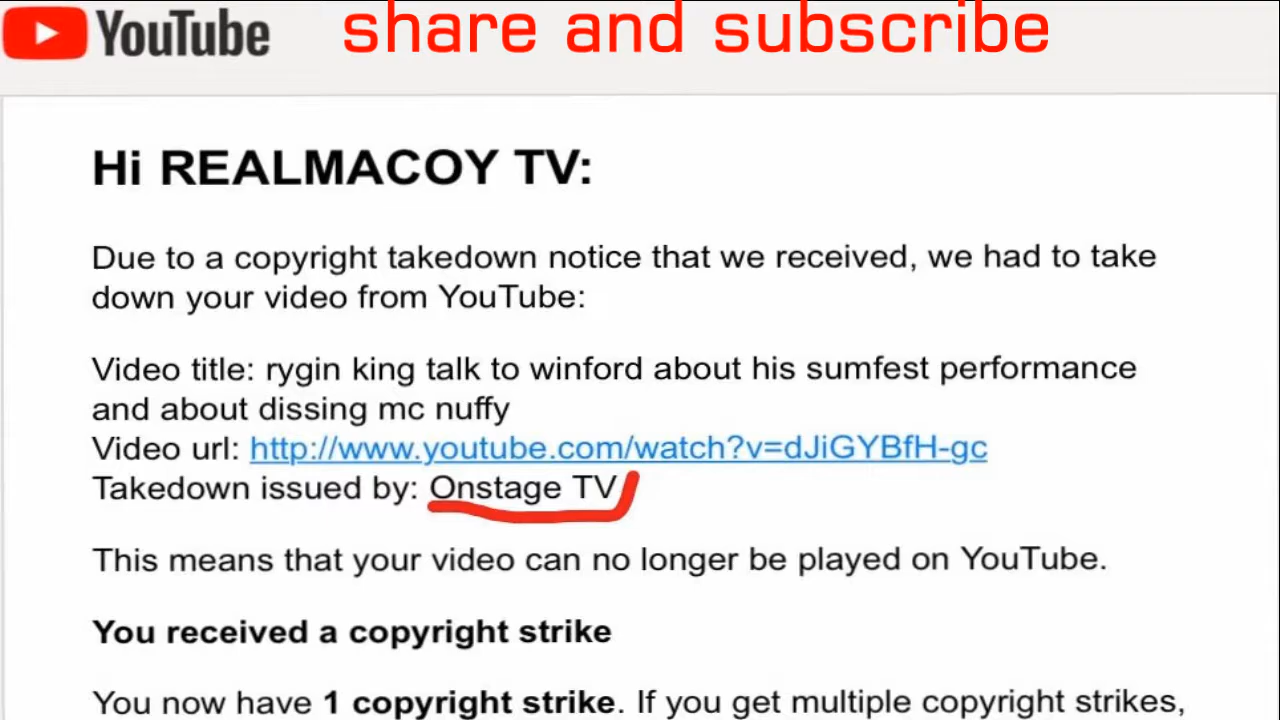 YouTube share and subscribe
Hi REALMACOY TV:
Due to a copyright takedown notice that we received, we had to take
down your video from YouTube:
Video title: rygin king talk to winford about his sumfest performance
and about dissing mc nuffy
Video url: http://www.youtube.com/watch?v=dJiGYBfH-gc
Takedown issued by: Onstage TV
This means that your video can no longer be played on YouTube.
You received a copyright strike
You now have 1 copyright strike. If you get multiple copyright strikes,